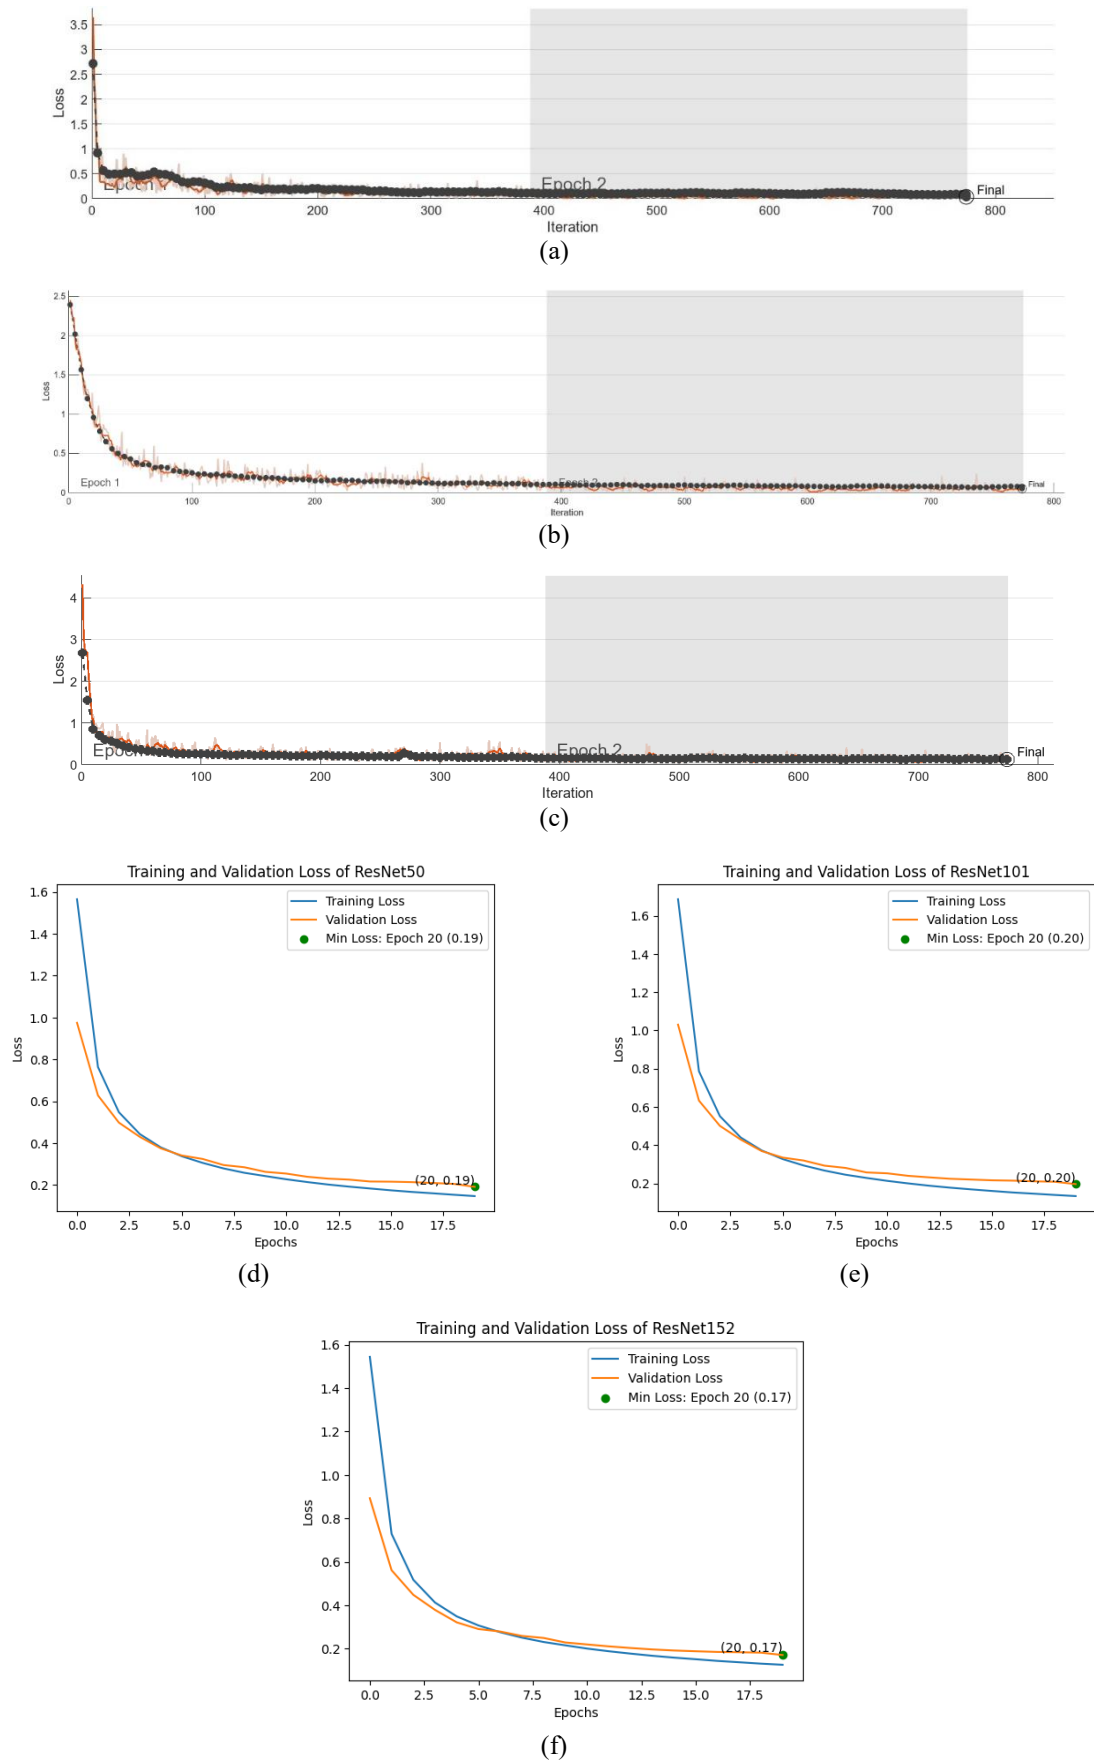 3.5
3
2.5
2
1.5
1
0.5
0
Loss
Epoch
Epoch 2
Final
0 100 200 300 400 500 600 700 800
Iteration
(a)
2.5
2
1.5
1
0.5
0
Loss
Epoch 1
Epoch 2
Final
0 100 200 300 400 500 600 700 800
Iteration
(b)
4
3
2
1
0
Loss
Epoch
Epoch 2
Final
0 100 200 300 400 500 600 700 800
Iteration
(c)
Training and Validation Loss of ResNet50
Training Loss
Validation Loss
Min Loss: Epoch 20 (0.19)
1.6
1.4
1.2
1.0
0.8
0.6
0.4
0.2
Loss
(20, 0.19)
0.0 2.5 5.0 7.5 10.0 12.5 15.0 17.5
Epochs
(d)
Training and Validation Loss of ResNet101
Training Loss
Validation Loss
Min Loss: Epoch 20 (0.20)
1.6
1.4
1.2
1.0
0.8
0.6
0.4
0.2
Loss
(20, 0.20)
0.0 2.5 5.0 7.5 10.0 12.5 15.0 17.5
Epochs
(e)
Training and Validation Loss of ResNet152
Training Loss
Validation Loss
Min Loss: Epoch 20 (0.17)
1.6
1.4
1.2
1.0
0.8
0.6
0.4
0.2
Loss
(20, 0.17)
0.0 2.5 5.0 7.5 10.0 12.5 15.0 17.5
Epochs
(f)